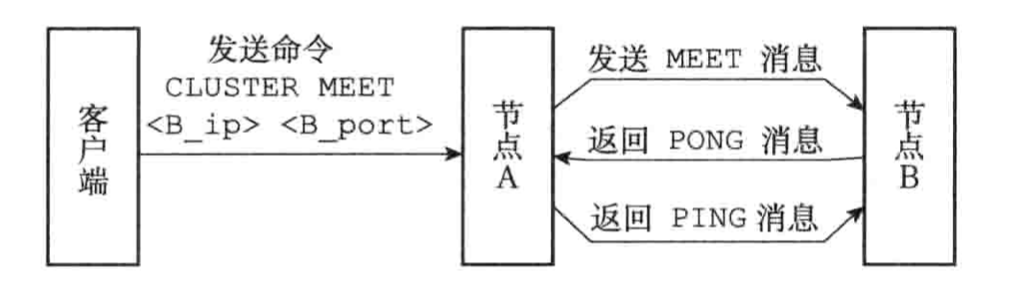 客户端
发送命令
CLUSTER MEET
<B_ip> <B_port>
节点A
发送 MEET 消息
返回 PONG 消息
返回 PING 消息
节点B